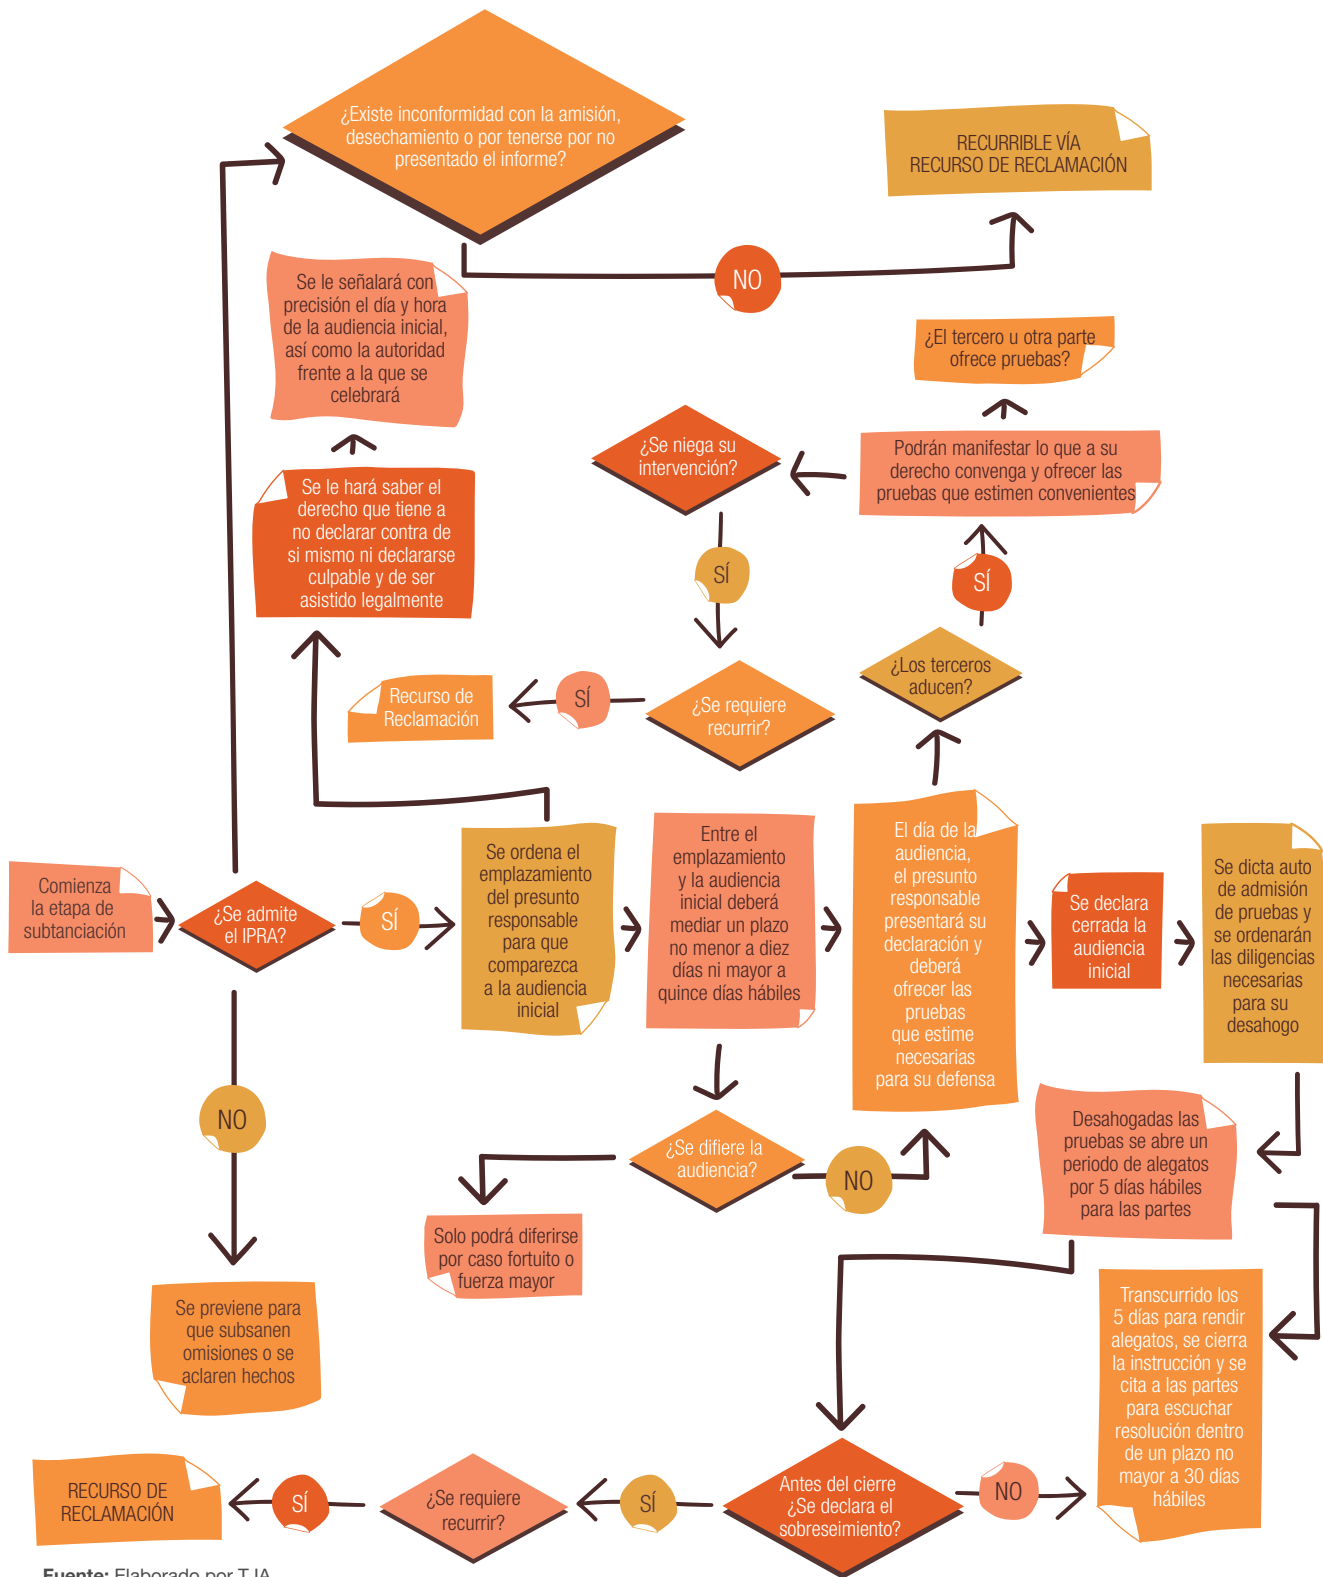 ¿Existe inconformidad con la amisión,
desechamiento o por tenerse por no
presentado el informe?
RECURRIBLE VÍA
RECURSO DE RECLAMACIÓN
NO
Se le señalará con
precisión el día y hora
de la audiencia inicial,
así como la autoridad
frente a la que se
celebrará
¿El tercero u otra parte
ofrece pruebas?
¿Se niega su
intervención?
Podrán manifestar lo que a su
derecho convenga y ofrecer las
pruebas que estimen convenientes
Se le hará saber el
derecho que tiene a
no declarar contra de
si mismo ni declararse
culpable y de ser
asistido legalmente
SÍ
SÍ
¿Los terceros
aducen?
Recurso de
Reclamación
SÍ
¿Se requiere
recurrir?
Comienza
la etapa de
subtanciación
¿Se admite
el IPRA?
SÍ
Se ordena el
emplazamiento
del presunto
responsable
para que
comparezca
a la audiencia
inicial
Entre el
emplazamiento
y la audiencia
inicial deberá
mediar un plazo
no menor a diez
días ni mayor a
quince días hábiles
El día de la
audiencia,
el presunto
responsable
presentará su
declaración y
deberá
ofrecer las
pruebas
que estime
necesarias
para su defensa
Se declara
cerrada la
audiencia
inicial
Se dicta auto
de admisión
de pruebas y
se ordenarán
las diligencias
necesarias
para su
desahogo
NO
¿Se difiere la
audiencia?
NO
Desahogadas las
pruebas se abre un
periodo de alegatos
por 5 días hábiles
para las partes
Solo podrá diferirse
por caso fortuito o
fuerza mayor
Se previene para
que subsanen
omisiones o se
aclaren hechos
Transcurrido los
5 días para rendir
alegatos, se cierra
la instrucción y se
cita a las partes
para escuchar
resolución dentro
de un plazo no
mayor a 30 días
hábiles
RECURSO DE
RECLAMACIÓN
SÍ
¿Se requiere
recurrir?
SÍ
Antes del cierre
¿Se declara el
sobreseimiento?
NO
Fuente: Elaborado por TJA